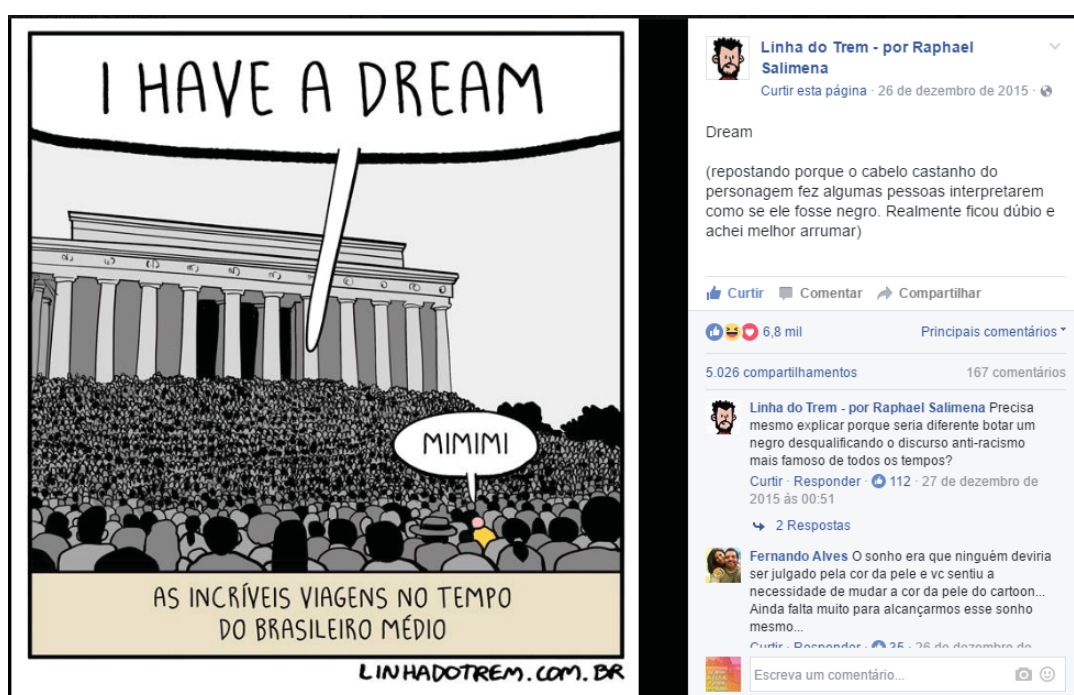 I HAVE A DREAM
MIMIMI
AS INCRÍVEIS VIAGENS NO TEMPO
DO BRASILEIRO MÉDIO
LINHADOTREM.COM.BR
Linha do Trem - por Raphael
Salimena
Curtir esta página · 26 de dezembro de 2015 ·
Dream
(repostando porque o cabelo castanho do
personagem fez algumas pessoas interpretarem
como se ele fosse negro. Realmente ficou dúbio e
achei melhor arrumar)
Curtir Comentar Compartilhar
6,8 mil Principais comentários
5.026 compartilhamentos 167 comentários
Linha do Trem - por Raphael Salimena Precisa
mesmo explicar porque seria diferente botar um
negro desqualificando o discurso anti-racismo
mais famoso de todos os tempos?
Curtir · Responder · 112 · 27 de dezembro de
2015 às 00:51
2 Respostas
Fernando Alves O sonho era que ninguém deviria
ser julgado pela cor da pele e vc sentiu a
necessidade de mudar a cor da pele do cartoon...
Ainda falta muito para alcançarmos esse sonho
mesmo...
Curtir · Responder · 35 · 26 de dezembro de
Escreva um comentário...